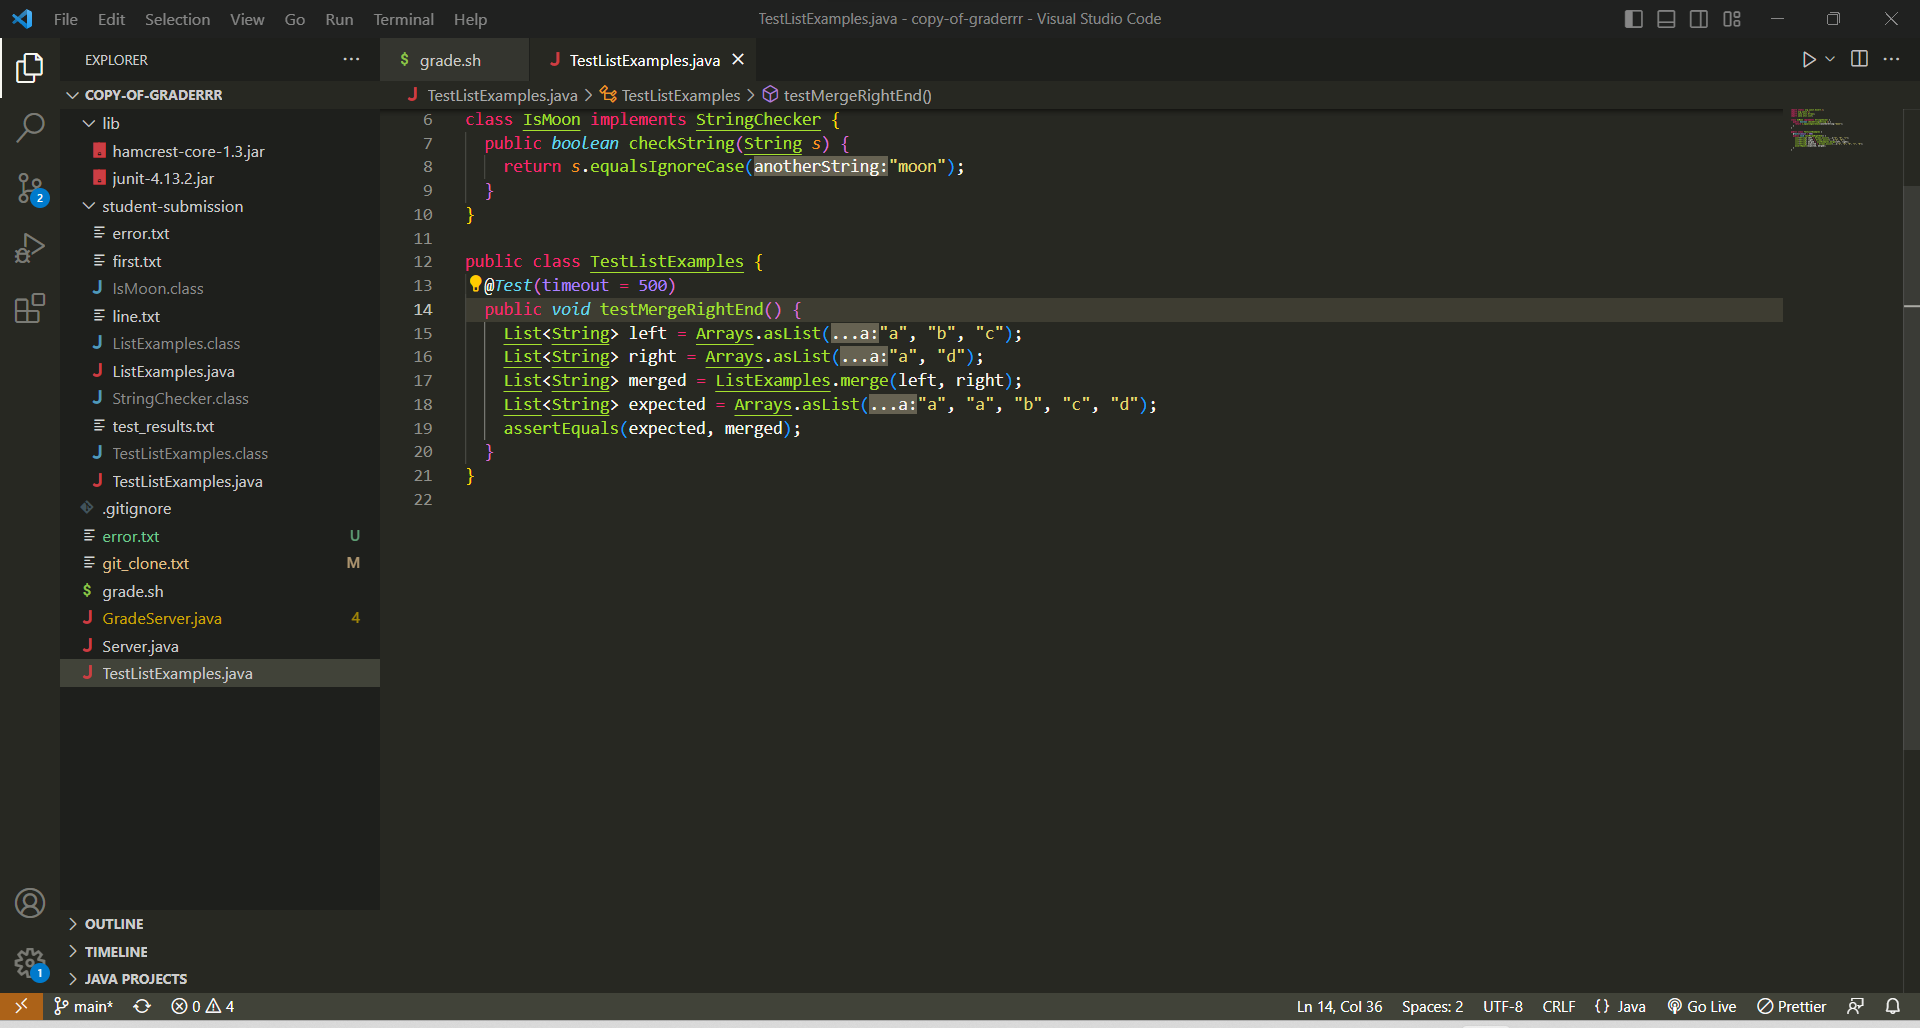 File Edit Selection View Go Run Terminal Help
TestListExamples.java - copy-of-graderrr - Visual Studio Code
EXPLORER
COPY-OF-GRADERRR
lib
hamcrest-core-1.3.jar
junit-4.13.2.jar
student-submission
error.txt
first.txt
IsMoon.class
line.txt
ListExamples.class
ListExamples.java
StringChecker.class
test_results.txt
TestListExamples.class
TestListExamples.java
.gitignore
error.txt U
git_clone.txt M
grade.sh
GradeServer.java 4
Server.java
TestListExamples.java
OUTLINE
TIMELINE
JAVA PROJECTS
2
1
grade.sh
TestListExamples.java
TestListExamples.java > TestListExamples > testMergeRightEnd()
6 class IsMoon implements StringChecker {
7 public boolean checkString(String s) {
8 return s.equalsIgnoreCase(anotherString:"moon");
9 }
10 }
11
12 public class TestListExamples {
13 @Test(timeout = 500)
14 public void testMergeRightEnd() {
15 List<String> left = Arrays.asList(...a:"a", "b", "c");
16 List<String> right = Arrays.asList(...a:"a", "d");
17 List<String> merged = ListExamples.merge(left, right);
18 List<String> expected = Arrays.asList(...a:"a", "a", "b", "c", "d");
19 assertEquals(expected, merged);
20 }
21 }
22
main* 0 4
Ln 14, Col 36 Spaces: 2 UTF-8 CRLF {} Java Go Live Prettier